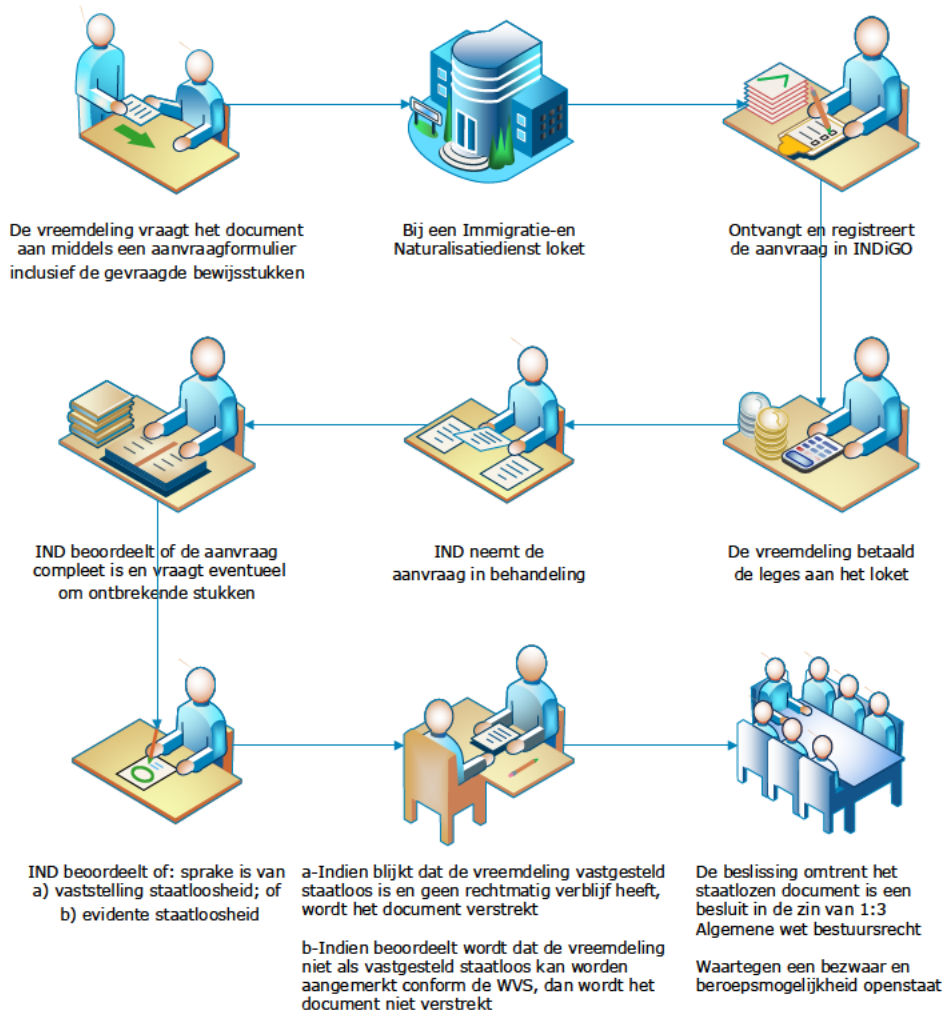 De vreemdeling vraagt het document
aan middels een aanvraagformulier
inclusief de gevraagde bewijsstukken
Bij een Immigratie-en
Naturalisatiedienst loket
Ontvangt en registreert
de aanvraag in INDiGO
De vreemdeling betaald
de leges aan het loket
IND neemt de
aanvraag in behandeling
IND beoordeelt of de aanvraag
compleet is en vraagt eventueel
om ontbrekende stukken
IND beoordeelt of: sprake is van
a) vaststelling staatloosheid; of
b) evidente staatloosheid
a-Indien blijkt dat de vreemdeling vastgesteld
staatloos is en geen rechtmatig verblijf heeft,
wordt het document verstrekt
b-Indien beoordeelt wordt dat de vreemdeling
niet als vastgesteld staatloos kan worden
aangemerkt conform de WVS, dan wordt het
document niet verstrekt
De beslissing omtrent het
staatlozen document is een
besluit in de zin van 1:3
Algemene wet bestuursrecht
Waartegen een bezwaar en
beroepsmogelijkheid openstaat